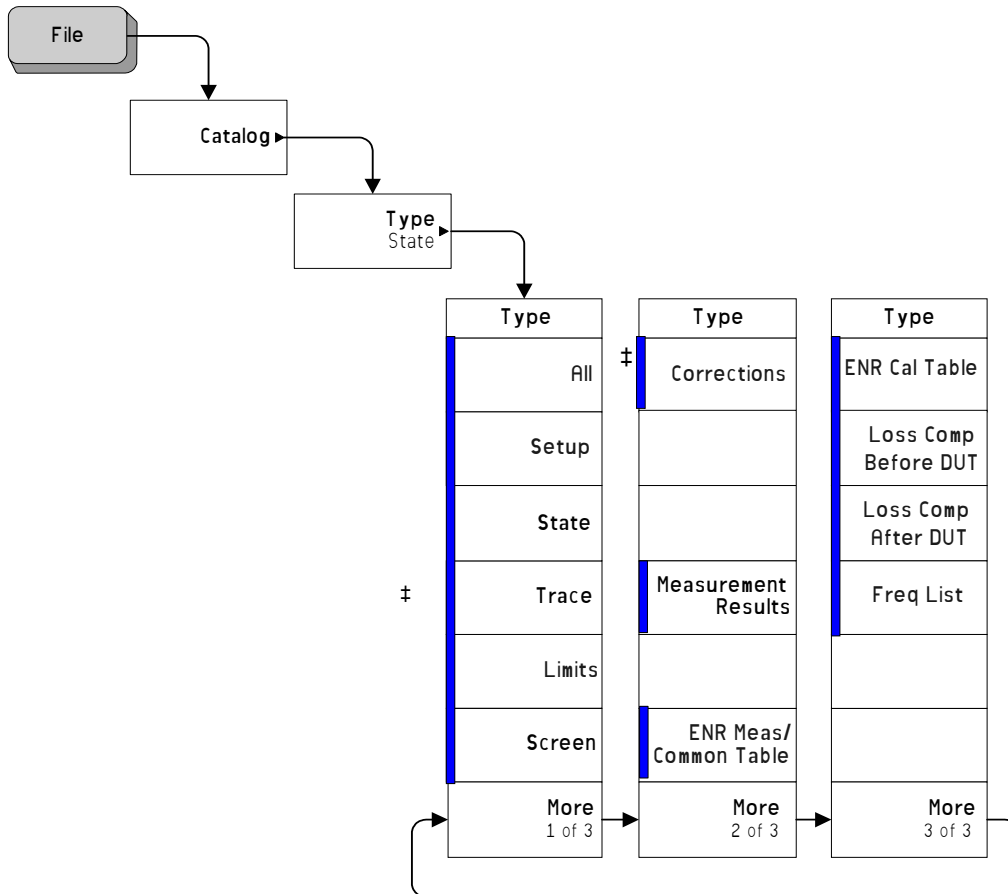 File
Catalog
Type
State
Type
All
Setup
State
‡
Trace
Limits
Screen
More
1 of 3
Type
‡
Corrections
Measurement
Results
ENR Meas/
Common Table
More
2 of 3
Type
ENR Cal Table
Loss Comp
Before DUT
Loss Comp
After DUT
Freq List
More
3 of 3